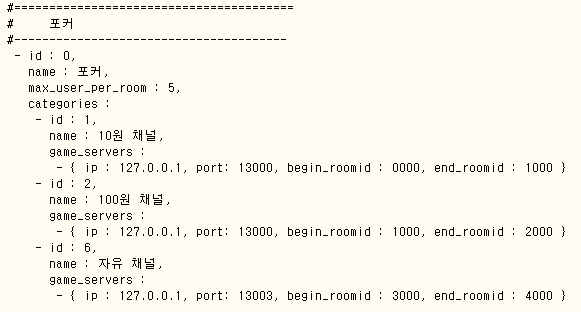 #========================================
#     포커
#---------------------------------------
 - id : 0,
   name : 포커,
   max_user_per_room : 5,
   categories :
    - id : 1,
      name : 10원 채널,
      game_servers :
       - { ip : 127.0.0.1, port: 13000, begin_roomid : 0000, end_roomid : 1000 }
    - id : 2,
      name : 100원 채널,
      game_servers :
       - { ip : 127.0.0.1, port: 13000, begin_roomid : 1000, end_roomid : 2000 }
    - id : 6,
      name : 자유 채널,
      game_servers :
       - { ip : 127.0.0.1, port: 13003, begin_roomid : 3000, end_roomid : 4000 }